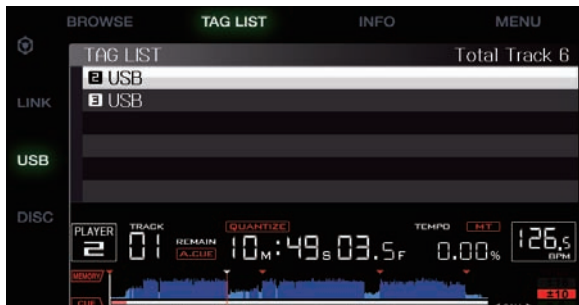 BROWSE TAG LIST INFO MENU
TAG LIST Total Track 6
2 USB
3 USB
LINK
USB
DISC
PLAYER 2 TRACK 01 REMAIN A.CUE QUANTIZE 10M:49S03.5F TEMPO MT 0.00% 126.5 BPM
MEMORY
CUE ±10